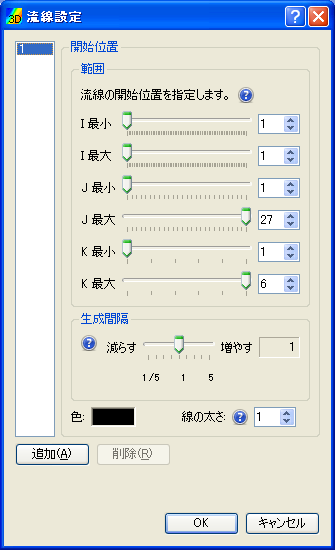 3D 流線設定
1
開始位置
範囲
流線の開始位置を指定します。 ?
I 最小 1
I 最大 1
J 最小 1
J 最大 27
K 最小 1
K 最大 6
生成間隔
? 減らす 増やす 1
1/5 1 5
色: 線の太さ: ? 1
追加(A) 削除(R)
OK キャンセル